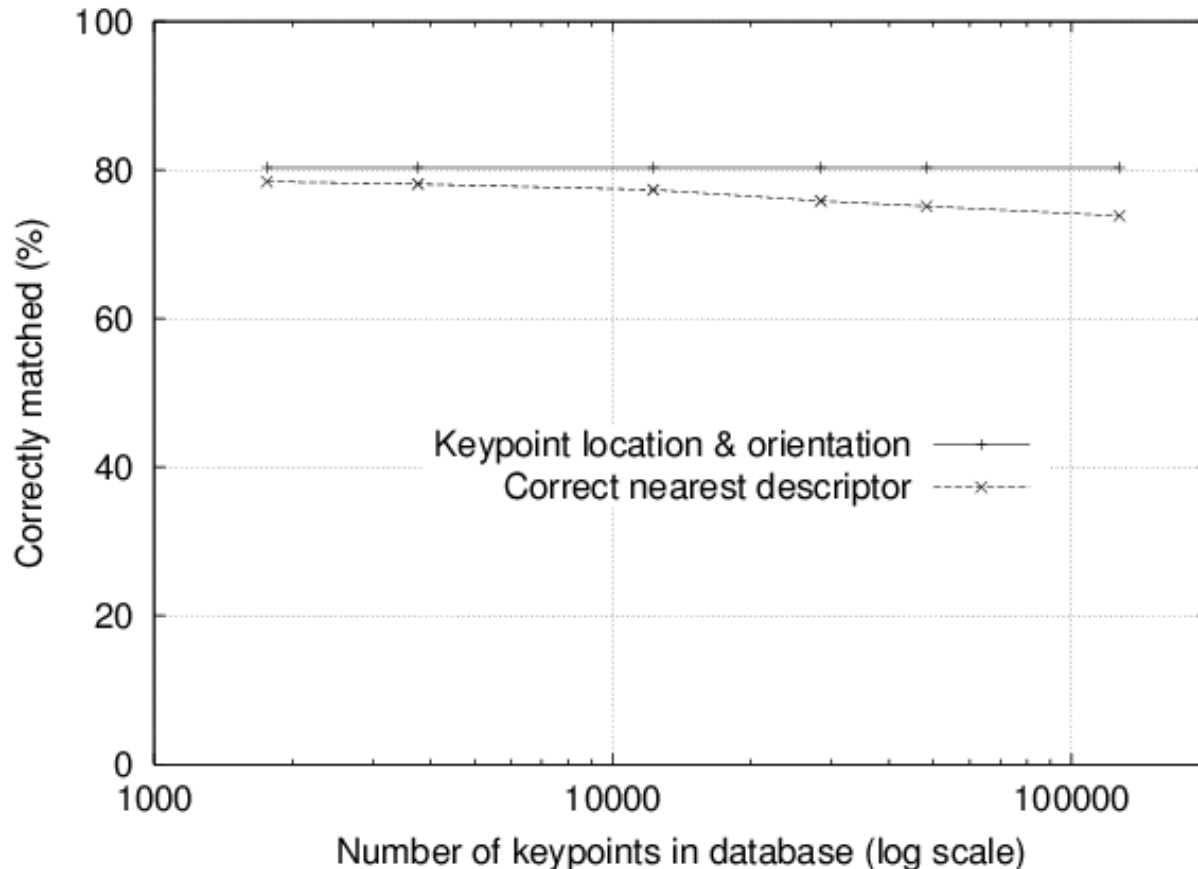 100
80
60
40
20
0
Correctly matched (%)
Keypoint location & orientation
Correct nearest descriptor
1000
10000
100000
Number of keypoints in database (log scale)